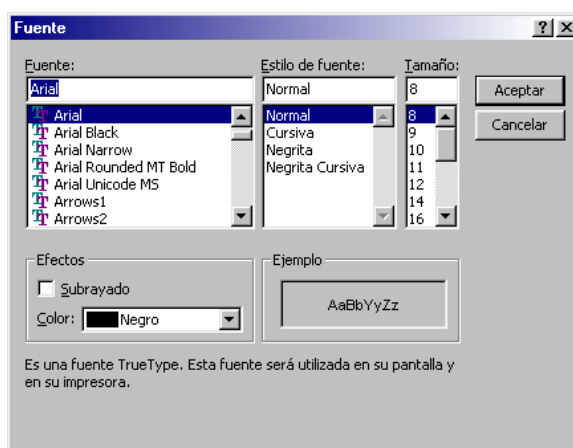 Fuente
Fuente: Estilo de fuente: Tamaño:
Arial Normal 8 Aceptar
Arial Normal 8 Cancelar
Arial Black Cursiva 9
Arial Narrow Negrita 10
Arial Rounded MT Bold Negrita Cursiva 11
Arial Unicode MS 12
Arrows1 14
Arrows2 16
Efectos Ejemplo
Subrayado
AaBbYyZz
Color: Negro
Es una fuente TrueType. Esta fuente será utilizada en su pantalla y
en su impresora.